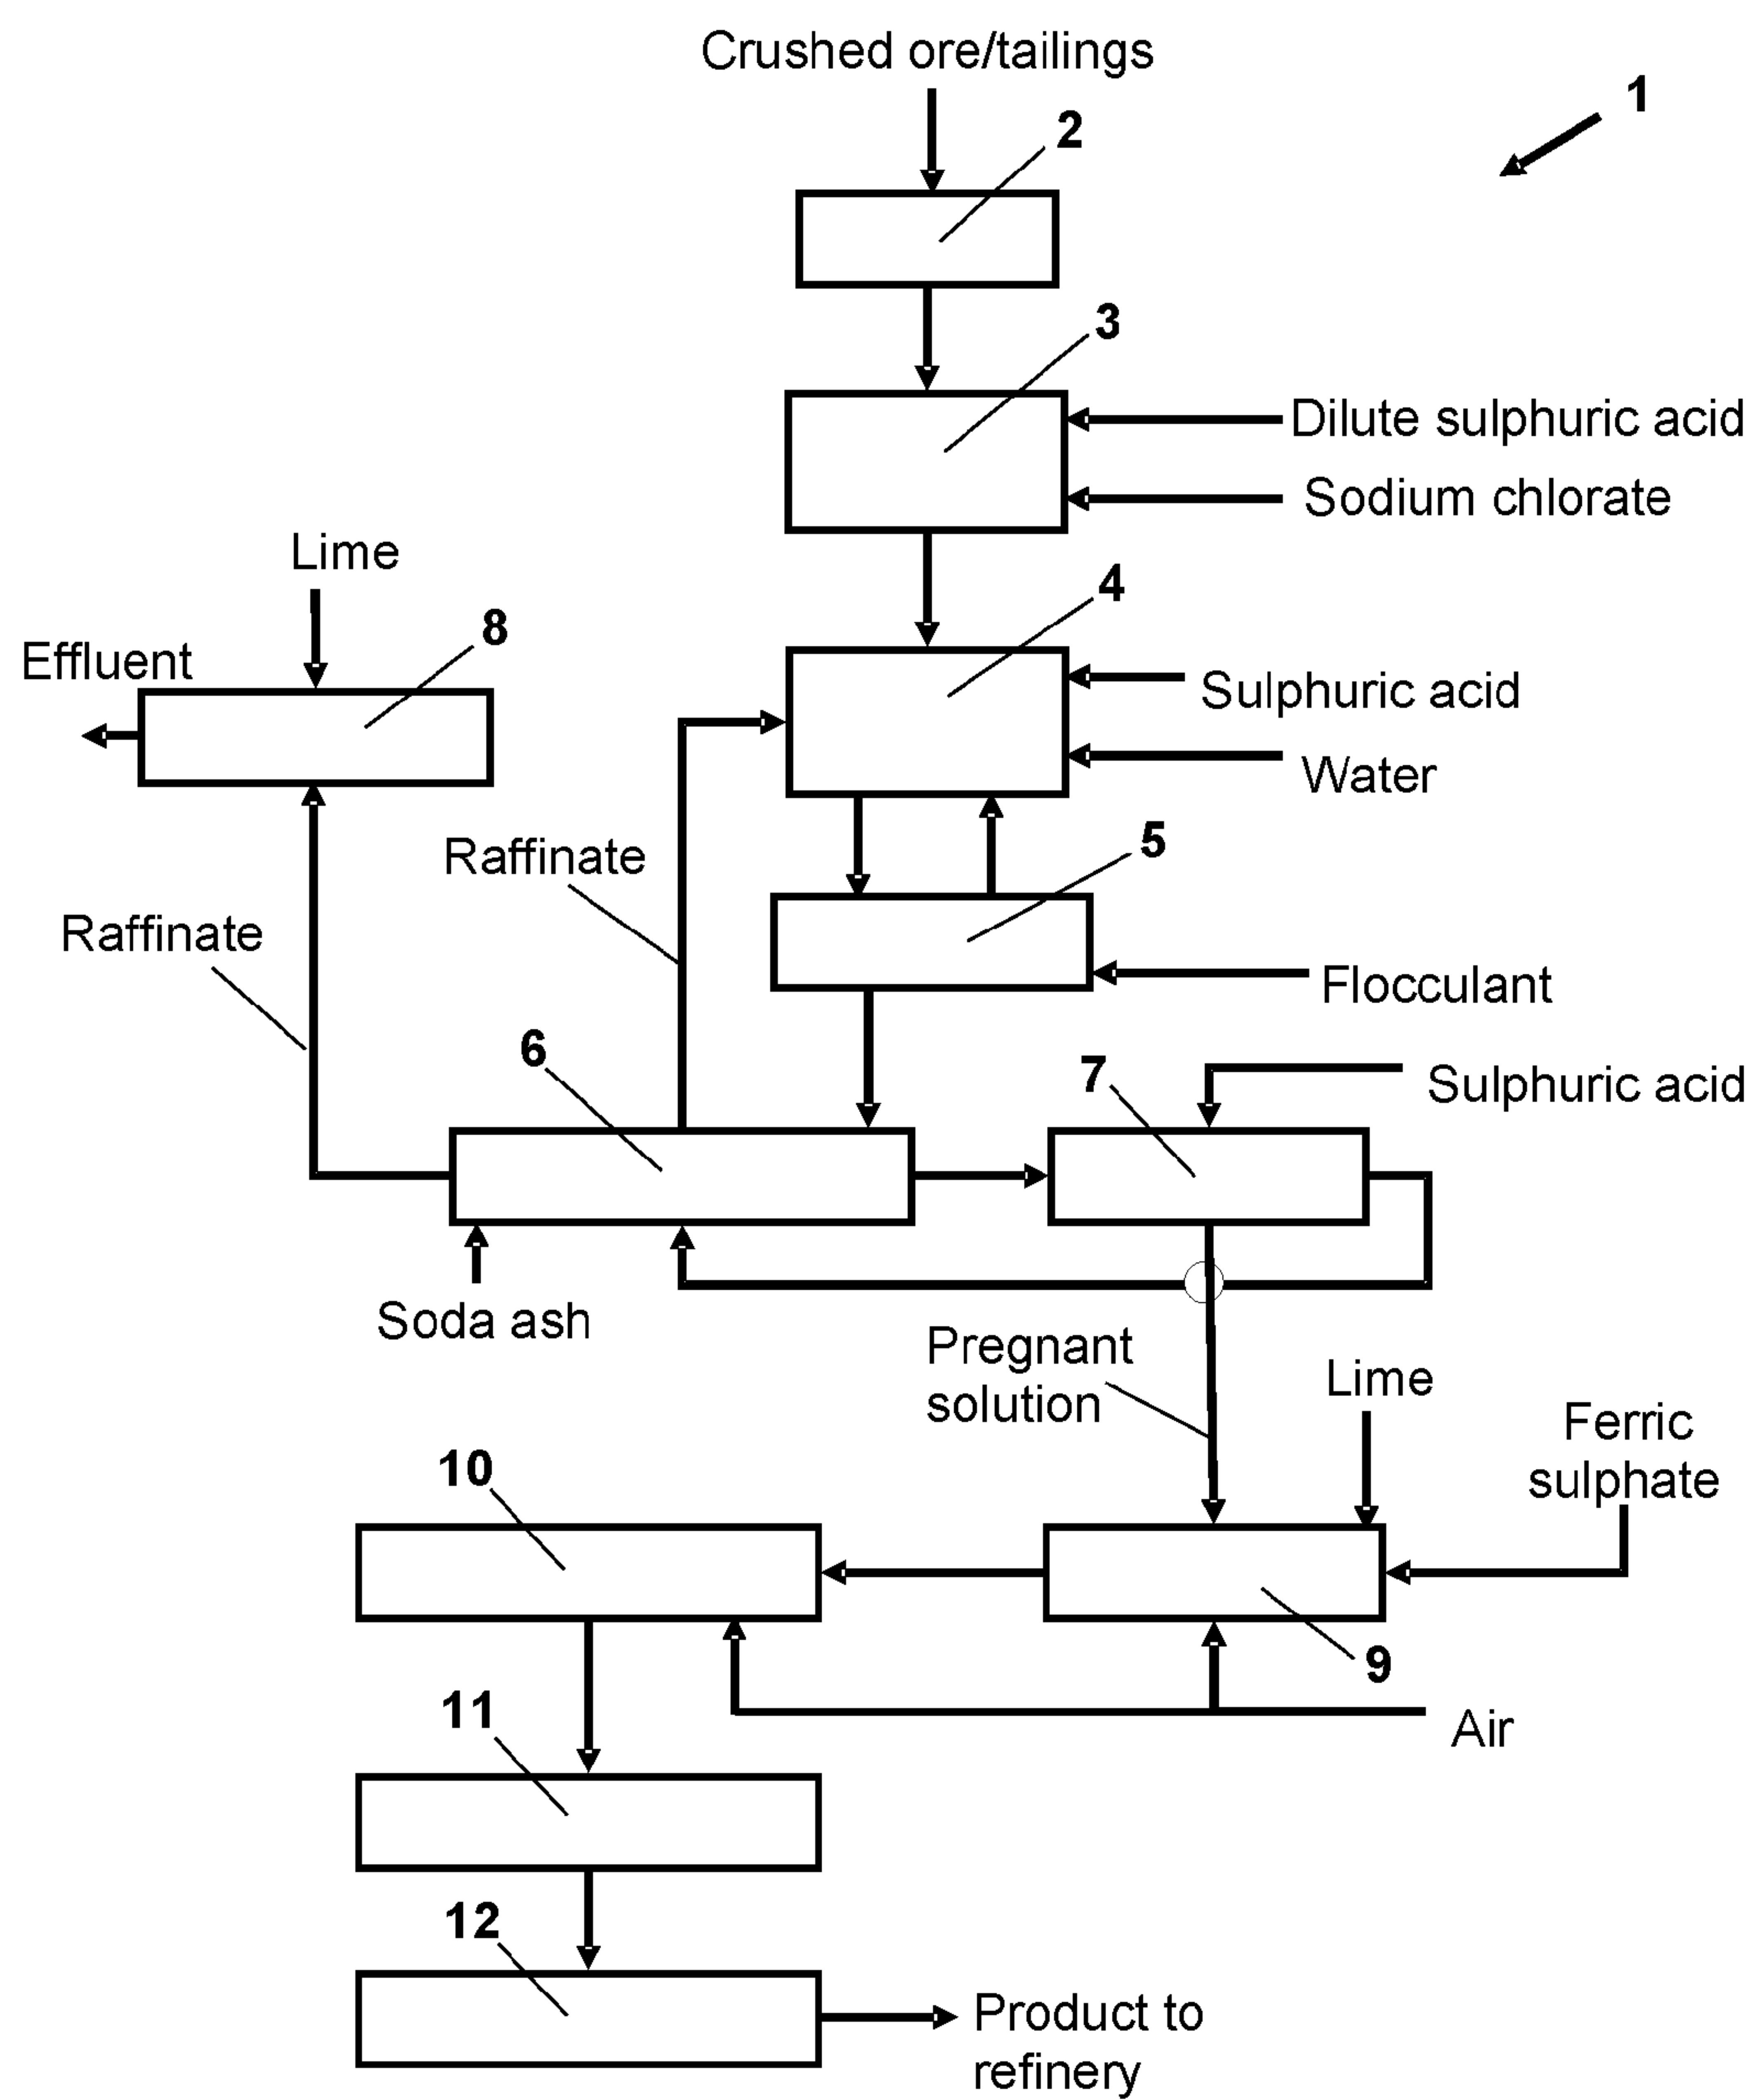 Crushed ore/tailings
1
2
3
Dilute sulphuric acid
Sodium chlorate
Lime
4
8
Effluent
Sulphuric acid
Water
5
Raffinate
Raffinate
Flocculant
6
7
Sulphuric acid
Soda ash
Pregnant
solution
Lime
Ferric
sulphate
10
9
11
Air
12
Product to
refinery